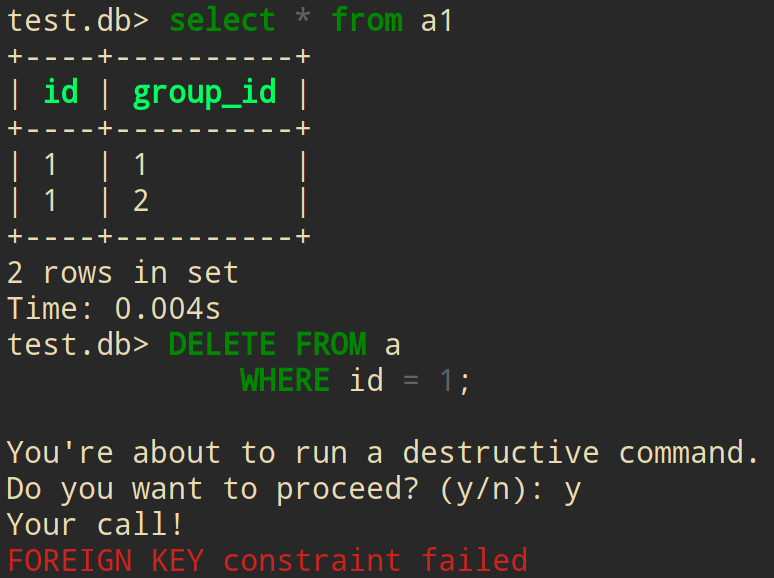 test.db> select * from a1
+----+----------+
| id | group_id |
+----+----------+
| 1  | 1        |
| 1  | 2        |
+----+----------+
2 rows in set
Time: 0.004s
test.db> DELETE FROM a
             WHERE id = 1;
You're about to run a destructive command.
Do you want to proceed? (y/n): y
Your call!
FOREIGN KEY constraint failed